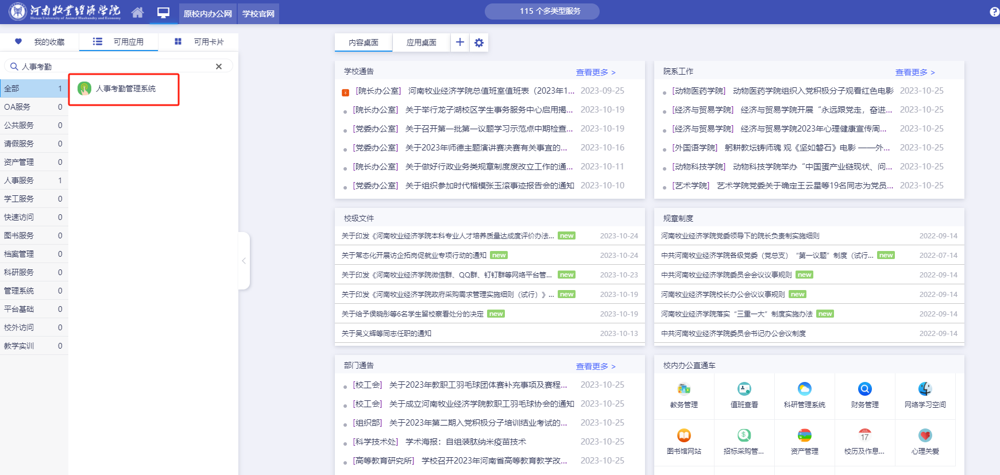 河南牧业经济学院
Henan University of Animal Husbandry and Economy
原校内办公网
学校官网
115 个多类型服务
我的收藏
可用应用
可用卡片
人事考勤
全部 1
OA服务 0
公共服务 0
请假服务 0
资产管理 0
人事服务 1
学工服务 0
快速访问 0
图书服务 0
档案管理 0
科研服务 0
管理系统 0
平台基础 0
校外访问 0
教学实训 0
人事考勤管理系统
内容桌面
应用桌面
学校通告 查看更多 >
[院长办公室] 河南牧业经济学院总值班室值班表（2023年1... 2023-09-25
[院长办公室] 关于举行龙子湖校区学生事务服务中心启用揭... 2023-10-19
[党委办公室] 关于召开第一批第一议题学习示范点中期检查... 2023-10-19
[党委办公室] 关于2023年师德主题演讲赛决赛有关事宜的... 2023-10-16
[院长办公室] 关于做好行政业务类规章制度废改立工作的通... 2023-10-11
[党委办公室] 关于组织参加时代楷模张玉滚事迹报告会的通知 2023-10-10
院系工作 查看更多 >
[动物医药学院] 动物医药学院组织入党积极分子观看红色电影 2023-10-25
[经济与贸易学院] 经济与贸易学院开展“永远跟党走，奋进... 2023-10-25
[经济与贸易学院] 经济与贸易学院2023年心理健康宣传周... 2023-10-25
[外国语学院] 躬耕教坛铸师魂 观《坚如磐石》电影 ——外... 2023-10-25
[动物科技学院] 动物科技学院举办“中国蛋产业链现状、问... 2023-10-25
[艺术学院] 艺术学院党委关于确定王云星等19名同志为党员... 2023-10-25
校级文件
关于印发《河南牧业经济学院本科专业人才培养质量达成度评价办法... new 2023-10-24
关于常态化开展访企拓岗促就业专项行动的通知 new 2023-10-24
关于印发《河南牧业经济学院微信群、QQ群、钉钉群等网络平台管... new 2023-10-23
关于印发《河南牧业经济学院政府采购需求管理实施细则（试行）》... new 2023-10-19
关于给予侯晓彤等6名学生留校察看处分的决定 new 2023-10-19
关于吴义辉等同志任职的通知 2023-10-13
规章制度
河南牧业经济学院党委领导下的院长负责制实施细则 2022-09-14
中共河南牧业经济学院各级党委（党总支）“第一议题”制度（试行... new 2022-07-14
中共河南牧业经济学院委员会会议议事规则 new 2022-09-14
河南牧业经济学院校长办公会议议事规则 new 2022-09-14
河南牧业经济学院落实“三重一大”制度实施办法 new 2022-09-14
中共河南牧业经济学院委员会书记办公会议制度 2022-09-14
部门通告 查看更多 >
[校工会] 关于2023年教职工羽毛球团体赛补充事项及赛程... 2023-10-25
[校工会] 关于成立河南牧业经济学院教职工羽毛球协会的通知 2023-10-25
[组织部] 关于2023年第二期入党积极分子培训结业考试的... 2023-10-25
[科学技术处] 学术海报：自组装肽纳米疫苗技术 2023-10-25
[高等教育研究所] 学校召开2023年河南省高等教育教学改... 2023-10-25
校内办公直通车
教务管理
值班查看
科研管理系统
财务管理
网络学习空间
17
图书馆网站
招标采购管...
资产管理
校历及作息...
心理关爱